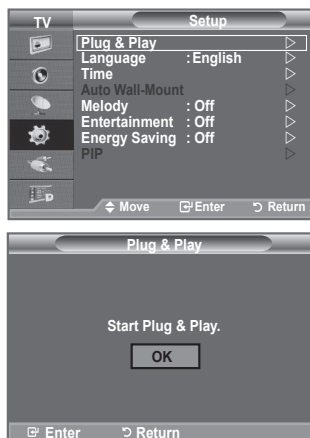 TV Setup
Plug & Play
Language : English
Time
Auto Wall-Mount
Melody : Off
Entertainment : Off
Energy Saving : Off
PIP
Move Enter Return
Plug & Play
Start Plug & Play.
OK
Enter Return